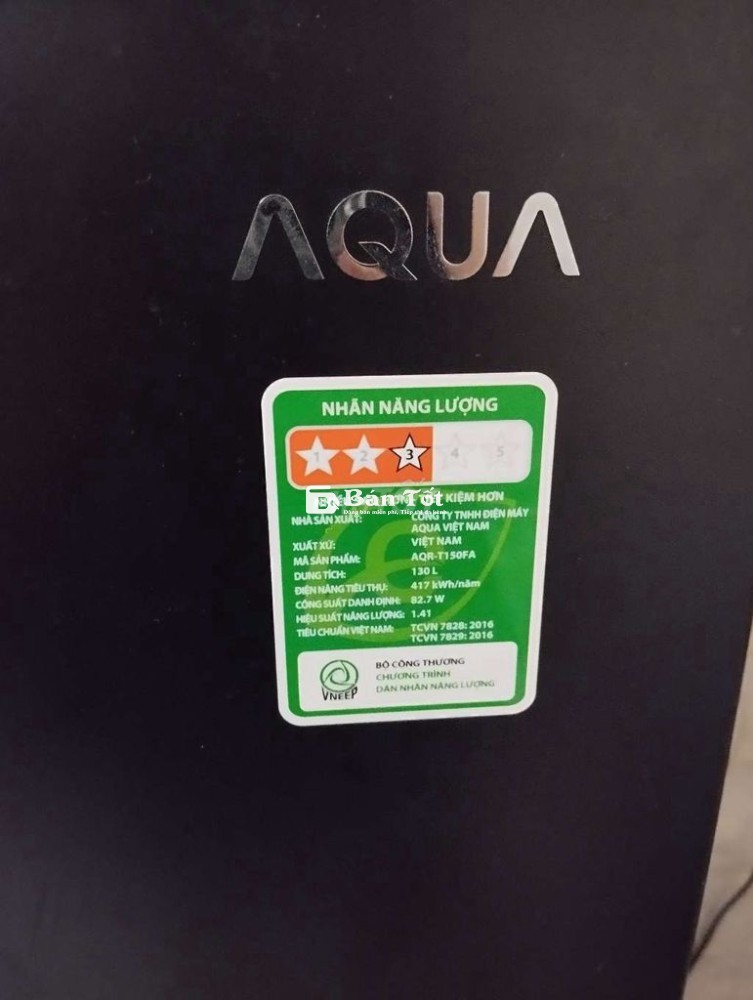 AQUA
NHÃN NĂNG LƯỢNG
1 2 3 4 5
KIỆM HƠN
Bán Tốt
NHÀ SẢN XUẤT: CÔNG TY TNHH ĐIỆN MÁY
AQUA VIỆT NAM
XUẤT XỨ: VIỆT NAM
MÃ SẢN PHẨM: AQR-T150FA
DUNG TÍCH: 130 L
ĐIỆN NĂNG TIÊU THỤ: 417 kWh/năm
CÔNG SUẤT DANH ĐỊNH: 82.7 W
HIỆU SUẤT NĂNG LƯỢNG: 1.41
TIÊU CHUẨN VIỆT NAM: TCVN 7828: 2016
TCVN 7829: 2016
VNEEP
BỘ CÔNG THƯƠNG
CHƯƠNG TRÌNH
DÁN NHÃN NĂNG LƯỢNG